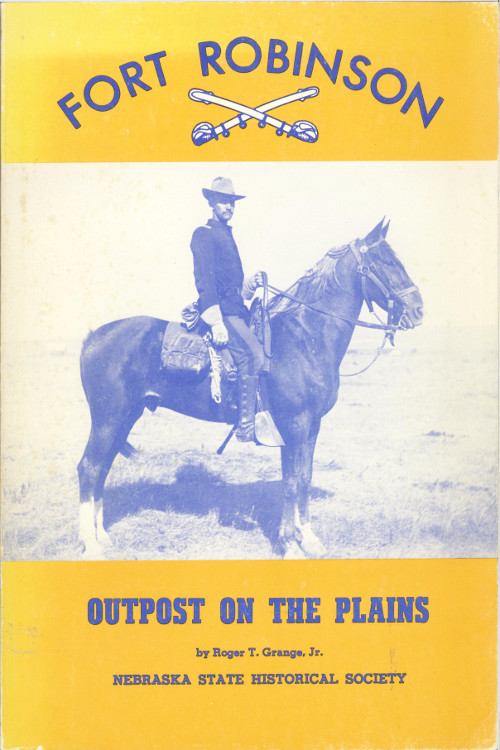 FORT ROBINSON
OUTPOST ON THE PLAINS
by Roger T. Grange, Jr.
NEBRASKA STATE HISTORICAL SOCIETY